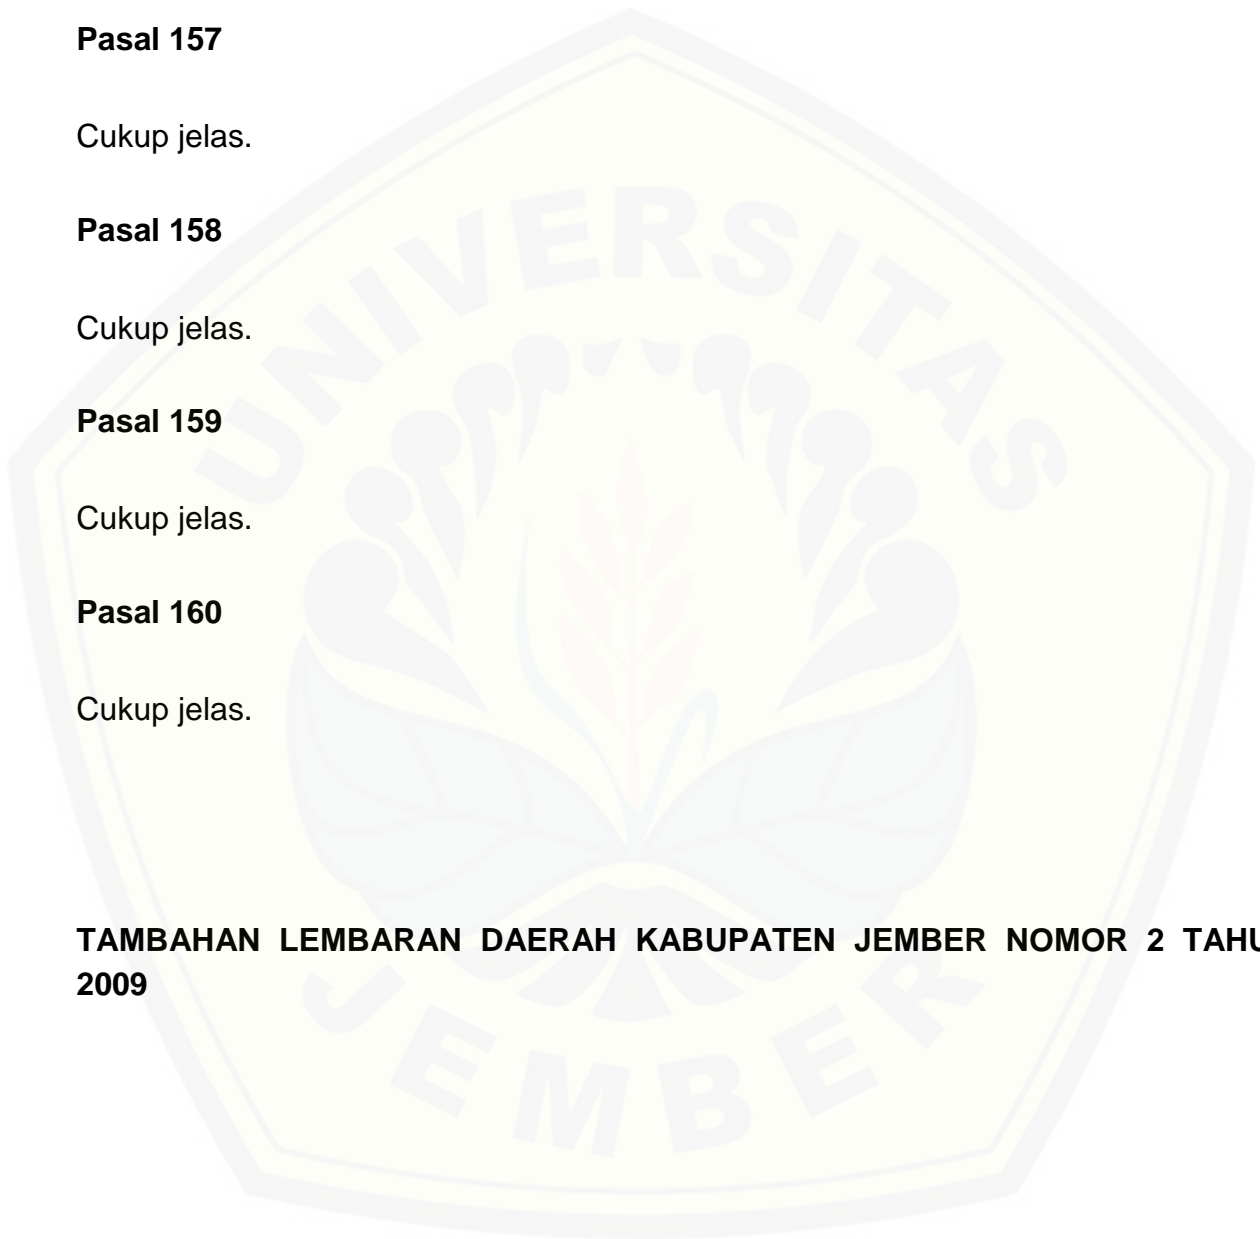 Pasal 157
Cukup jelas.
Pasal 158
Cukup jelas.
Pasal 159
Cukup jelas.
Pasal 160
Cukup jelas.
TAMBAHAN LEMBARAN DAERAH KABUPATEN JEMBER NOMOR 2 TAHU
2009
UNIVERSITAS
JEMBER